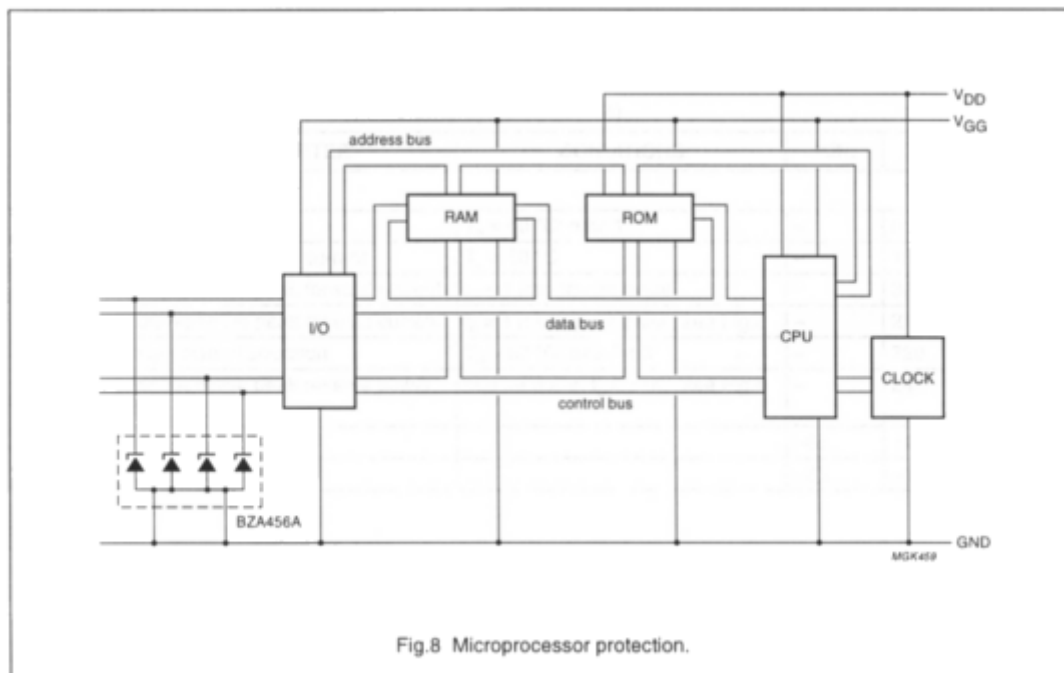 VDD
VGG
address bus
RAM
ROM
I/O
data bus
CPU
CLOCK
control bus
BZA456A
GND
MGK459
Fig.8 Microprocessor protection.